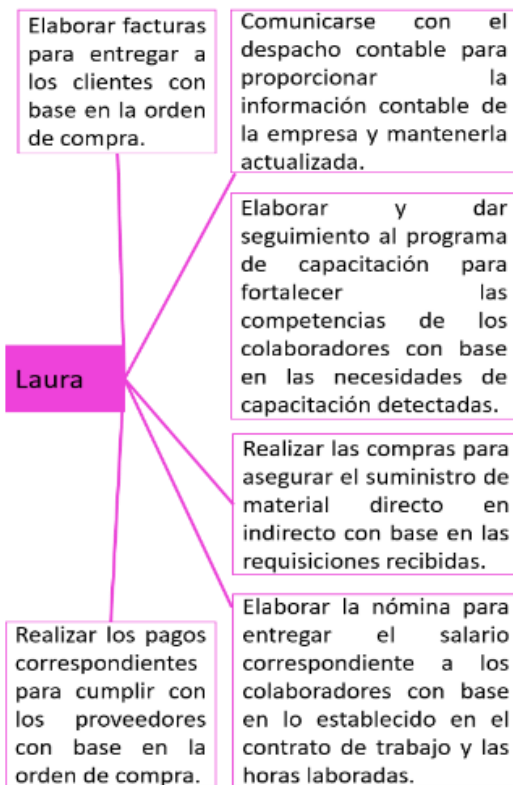 Elaborar facturas
para entregar a
los clientes con
base en la orden
de compra.
Comunicarse con el
despacho contable para
proporcionar la
información contable de
la empresa y mantenerla
actualizada.
Elaborar y dar
seguimiento al programa
de capacitación para
fortalecer las
competencias de los
colaboradores con base
en las necesidades de
capacitación detectadas.
Laura
Realizar las compras para
asegurar el suministro de
material directo en
indirecto con base en las
requisiciones recibidas.
Realizar los pagos
correspondientes
para cumplir con
los proveedores
con base en la
orden de compra.
Elaborar la nómina para
entregar el salario
correspondiente a los
colaboradores con base
en lo establecido en el
contrato de trabajo y las
horas laboradas.